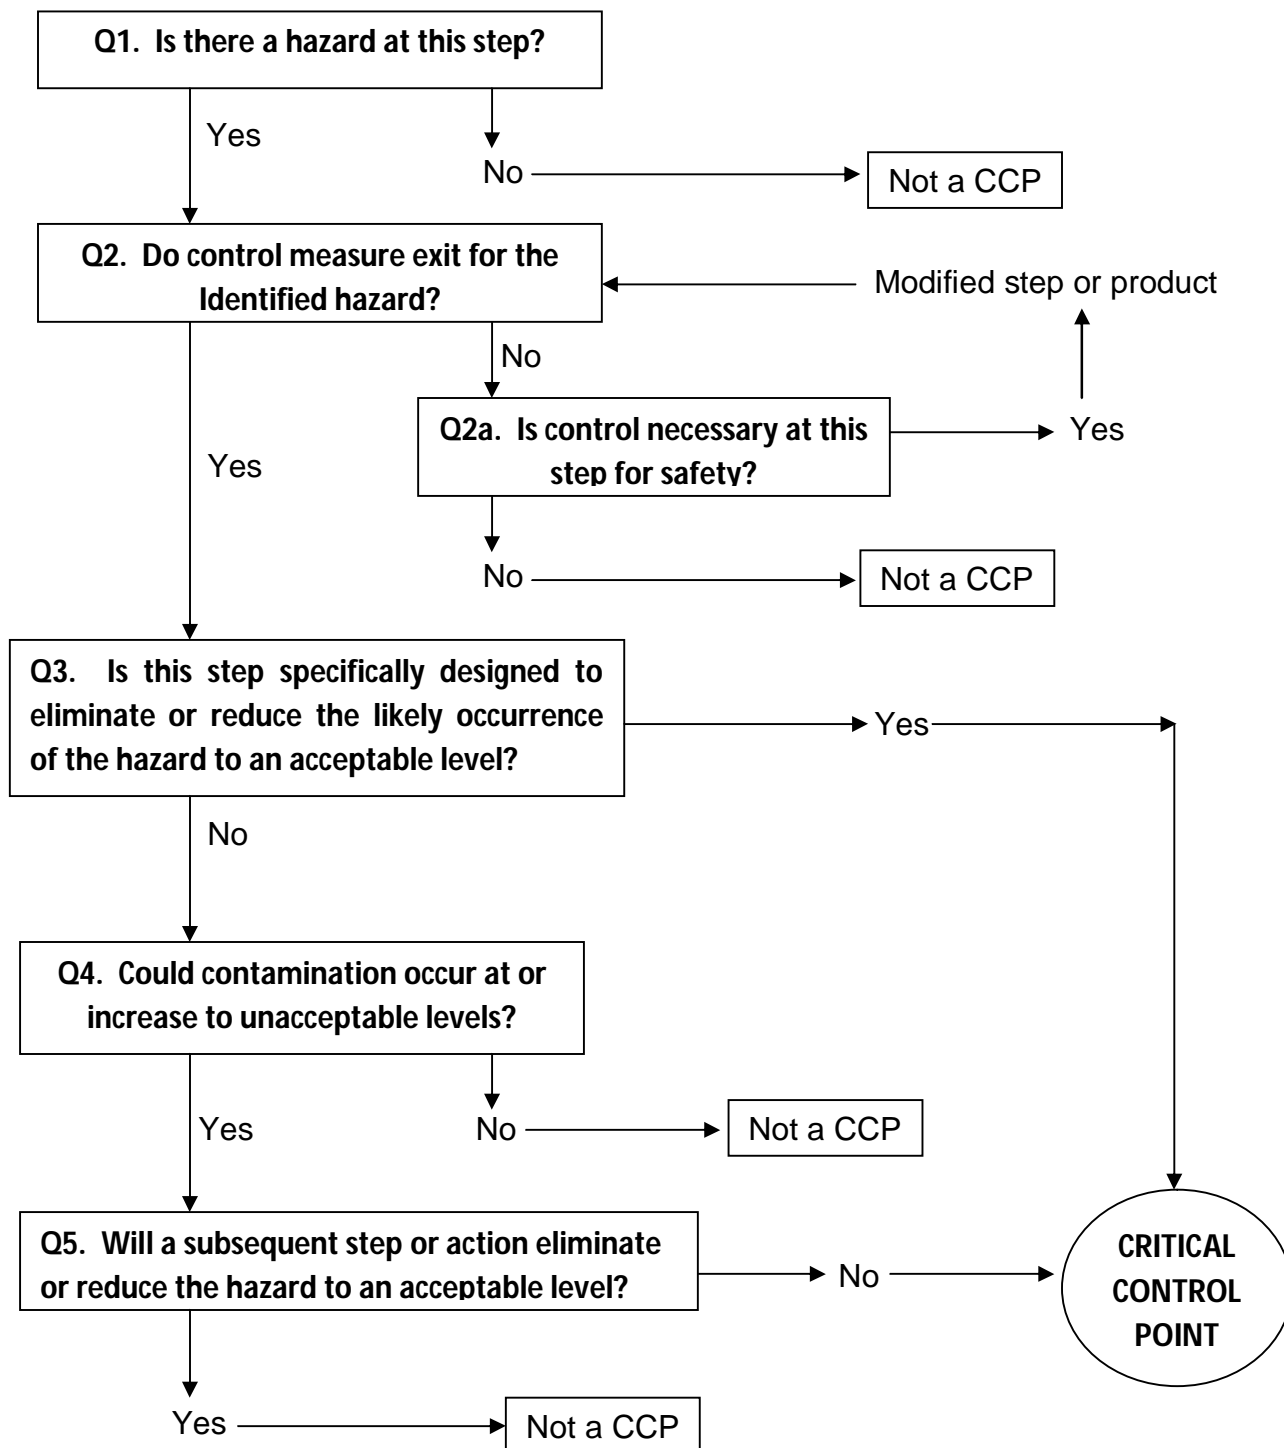 Q1. Is there a hazard at this step?
Yes
No
Not a CCP
Q2. Do control measure exit for the
Identified hazard?
Modified step or product
No
Q2a. Is control necessary at this
step for safety?
Yes
Yes
No
Not a CCP
Q3. Is this step specifically designed to
eliminate or reduce the likely occurrence
of the hazard to an acceptable level?
Yes
No
Q4. Could contamination occur at or
increase to unacceptable levels?
Yes
No
Not a CCP
Q5. Will a subsequent step or action eliminate
or reduce the hazard to an acceptable level?
No
CRITICAL
CONTROL
POINT
Yes
Not a CCP